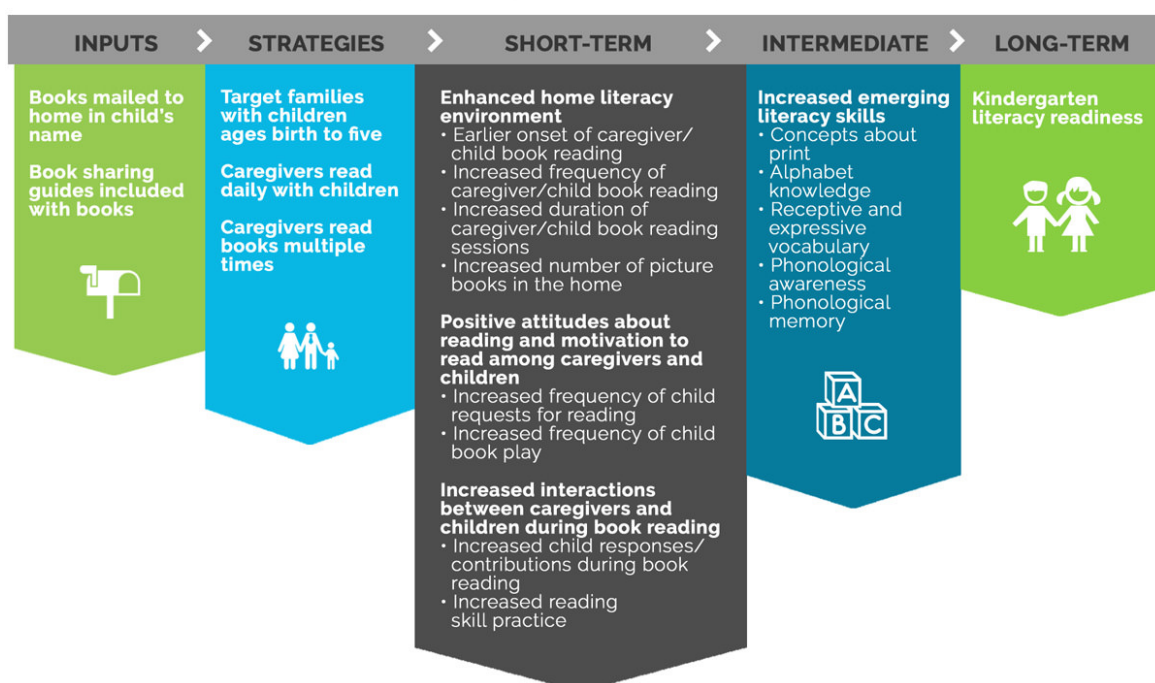 INPUTS
Books mailed to
home in child's
name
Book sharing
guides included
with books
STRATEGIES
Target families
with children
ages birth to five
Caregivers read
daily with children
Caregivers read
books multiple
times
SHORT-TERM
Enhanced home literacy
environment
• Earlier onset of caregiver/
child book reading
• Increased frequency of
caregiver/child book reading
• Increased duration of
caregiver/child book reading
sessions
• Increased number of picture
books in the home
Positive attitudes about
reading and motivation to
read among caregivers and
children
• Increased frequency of child
requests for reading
• Increased frequency of child
book play
Increased interactions
between caregivers and
children during book reading
• Increased child responses/
contributions during book
reading
• Increased reading
skill practice
INTERMEDIATE
Increased emerging
literacy skills
• Concepts about
print
• Alphabet
knowledge
• Receptive and
expressive
vocabulary
• Phonological
awareness
• Phonological
memory
A
B C
LONG-TERM
Kindergarten
literacy readiness